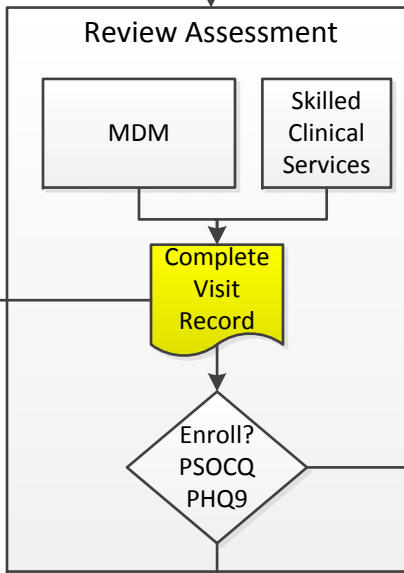 Review Assessment
MDM
Skilled
Clinical
Services
Complete
Visit
Record
Enroll?
PSOCQ
PHQ9